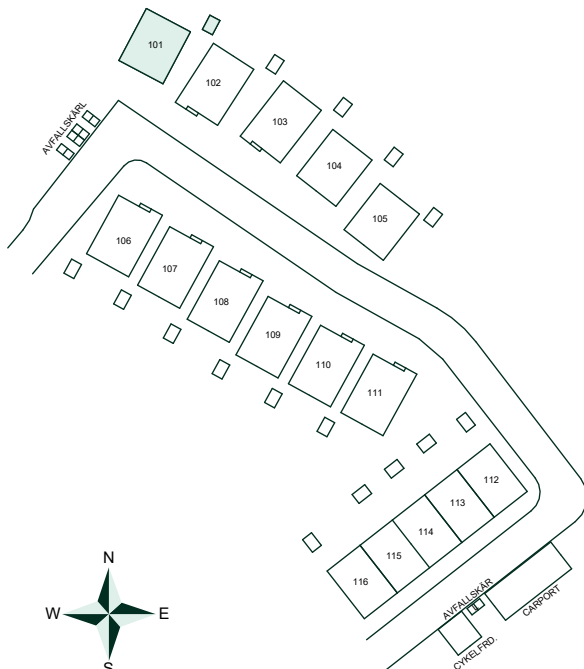 101
102
103
104
105
AVFALLSKÄRL
106
107
108
109
110
111
112
113
114
115
116
AVFALLSKÄR
CARPORT
CYKELFRD.
N
W
E
S